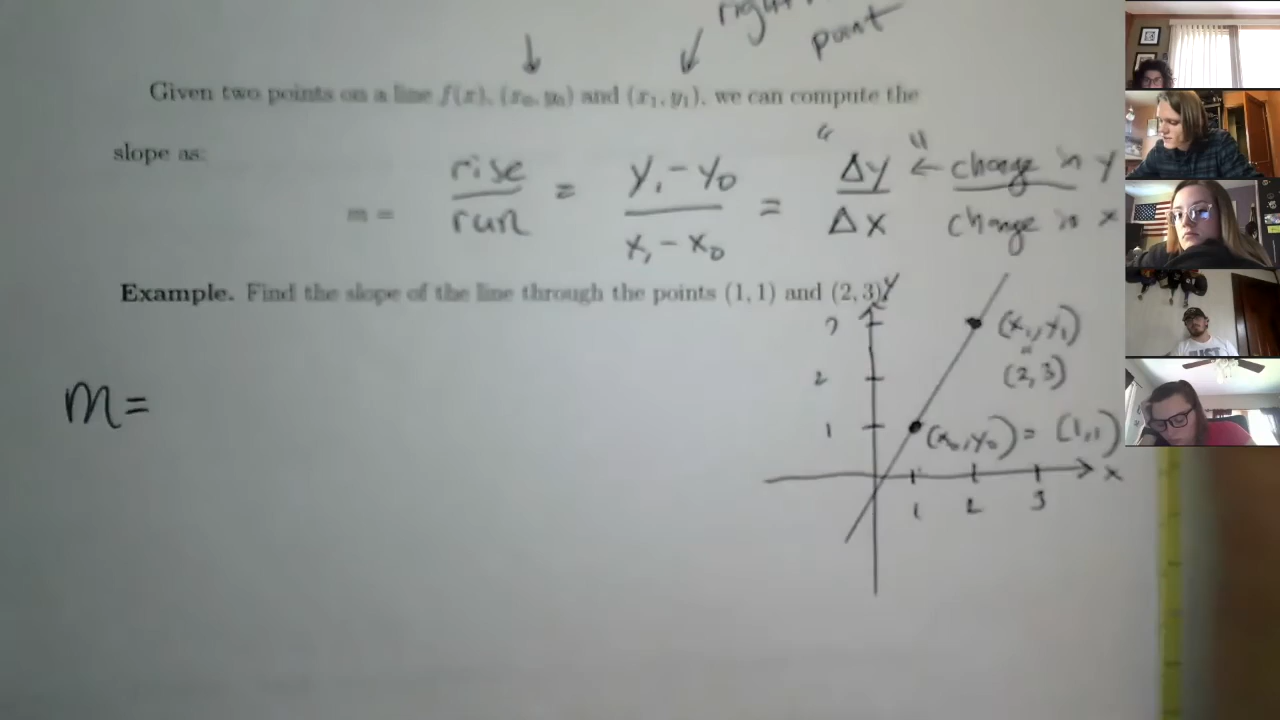 right
point
Given two points on a line f(x), (x₀, y₀) and (x₁, y₁), we can compute the
slope as:
m = rise/run = y₁ - y₀/x₁ - x₀ = "Δy/Δx" ← change in y/change in x
Example. Find the slope of the line through the points (1, 1) and (2, 3).
y
3
(x₁, y₁)
=
(2, 3)
2
m =
1
(x₀, y₀) = (1, 1)
x
1 2 3